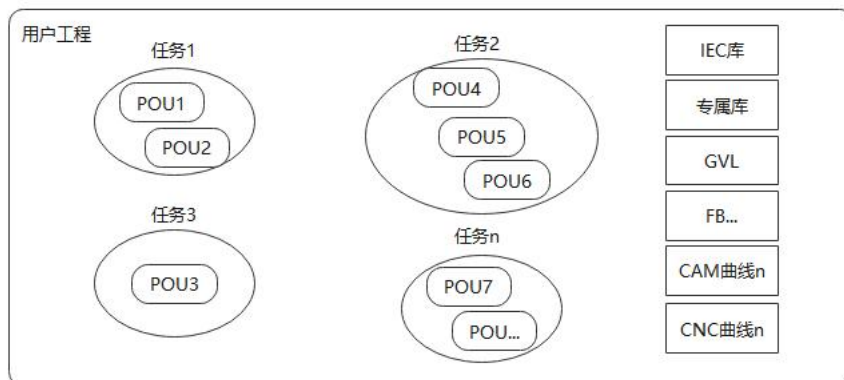 用户工程
任务1
POU1
POU2
任务2
POU4
POU5
POU6
任务3
POU3
任务n
POU7
POU...
IEC库
专属库
GVL
FB...
CAM曲线n
CNC曲线n